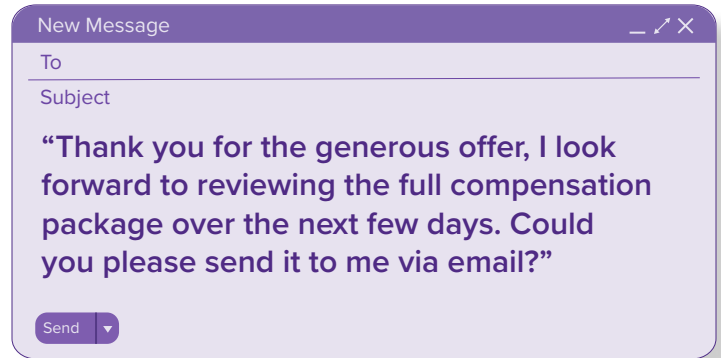 New Message
To
Subject
“Thank you for the generous offer, I look
forward to reviewing the full compensation
package over the next few days. Could
you please send it to me via email?”
Send